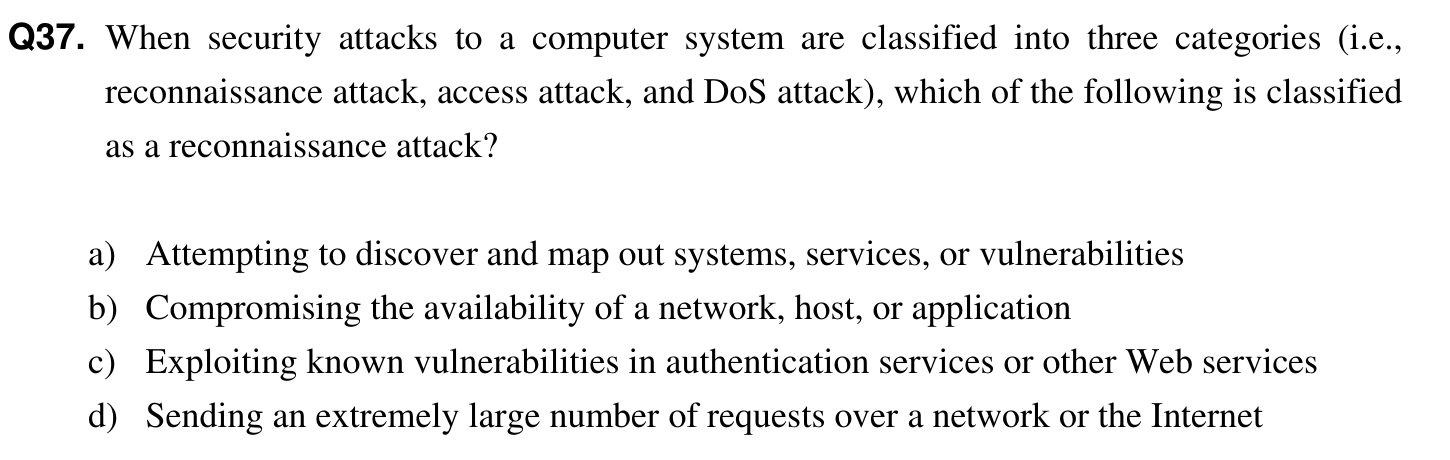 Q37. When security attacks to a computer system are classified into three categories (i.e.,
reconnaissance attack, access attack, and DoS attack), which of the following is classified
as a reconnaissance attack?
a) Attempting to discover and map out systems, services, or vulnerabilities
b) Compromising the availability of a network, host, or application
c) Exploiting known vulnerabilities in authentication services or other Web services
d) Sending an extremely large number of requests over a network or the Internet